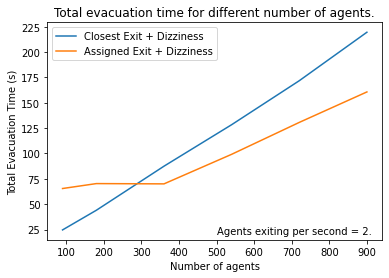 Total evacuation time for different number of agents.
Closest Exit + Dizziness
Assigned Exit + Dizziness
Total Evacuation Time (s)
225
200
175
150
125
100
75
50
25
Agents exiting per second = 2.
100 200 300 400 500 600 700 800 900
Number of agents